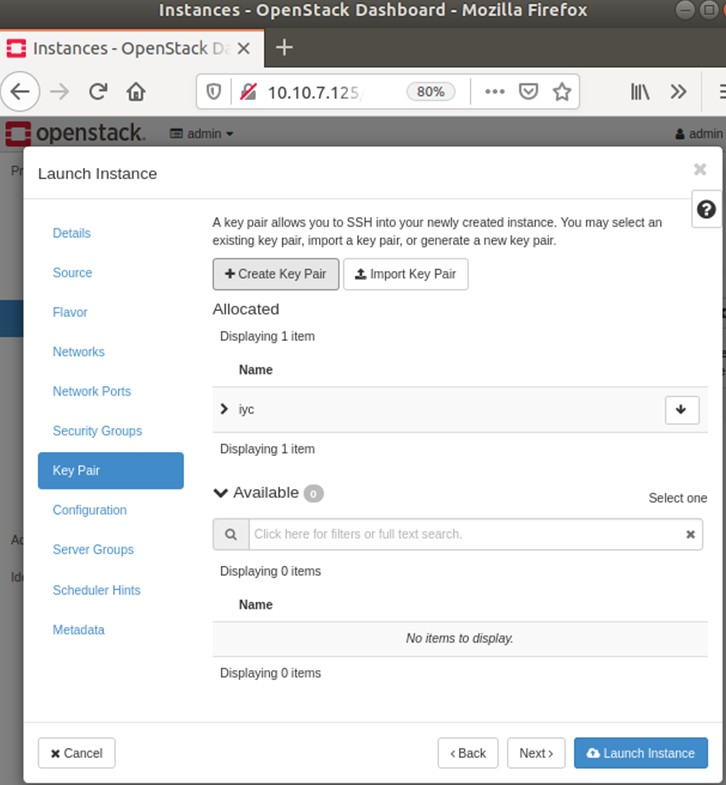 Instances - OpenStack Dashboard - Mozilla Firefox
Instances - OpenStack Da
10.10.7.125 80%
openstack. admin admin
Pr
Launch Instance
A key pair allows you to SSH into your newly created instance. You may select an
existing key pair, import a key pair, or generate a new key pair.
Create Key Pair Import Key Pair
Details
Source
Flavor
Networks
Network Ports
Security Groups
Key Pair
Configuration
Server Groups
Scheduler Hints
Metadata
Allocated
Displaying 1 item
Name
iyc
Displaying 1 item
Available 0
Select one
Click here for filters or full text search.
Displaying 0 items
Name
No items to display.
Displaying 0 items
Ac
Ide
Cancel
Back Next Launch Instance